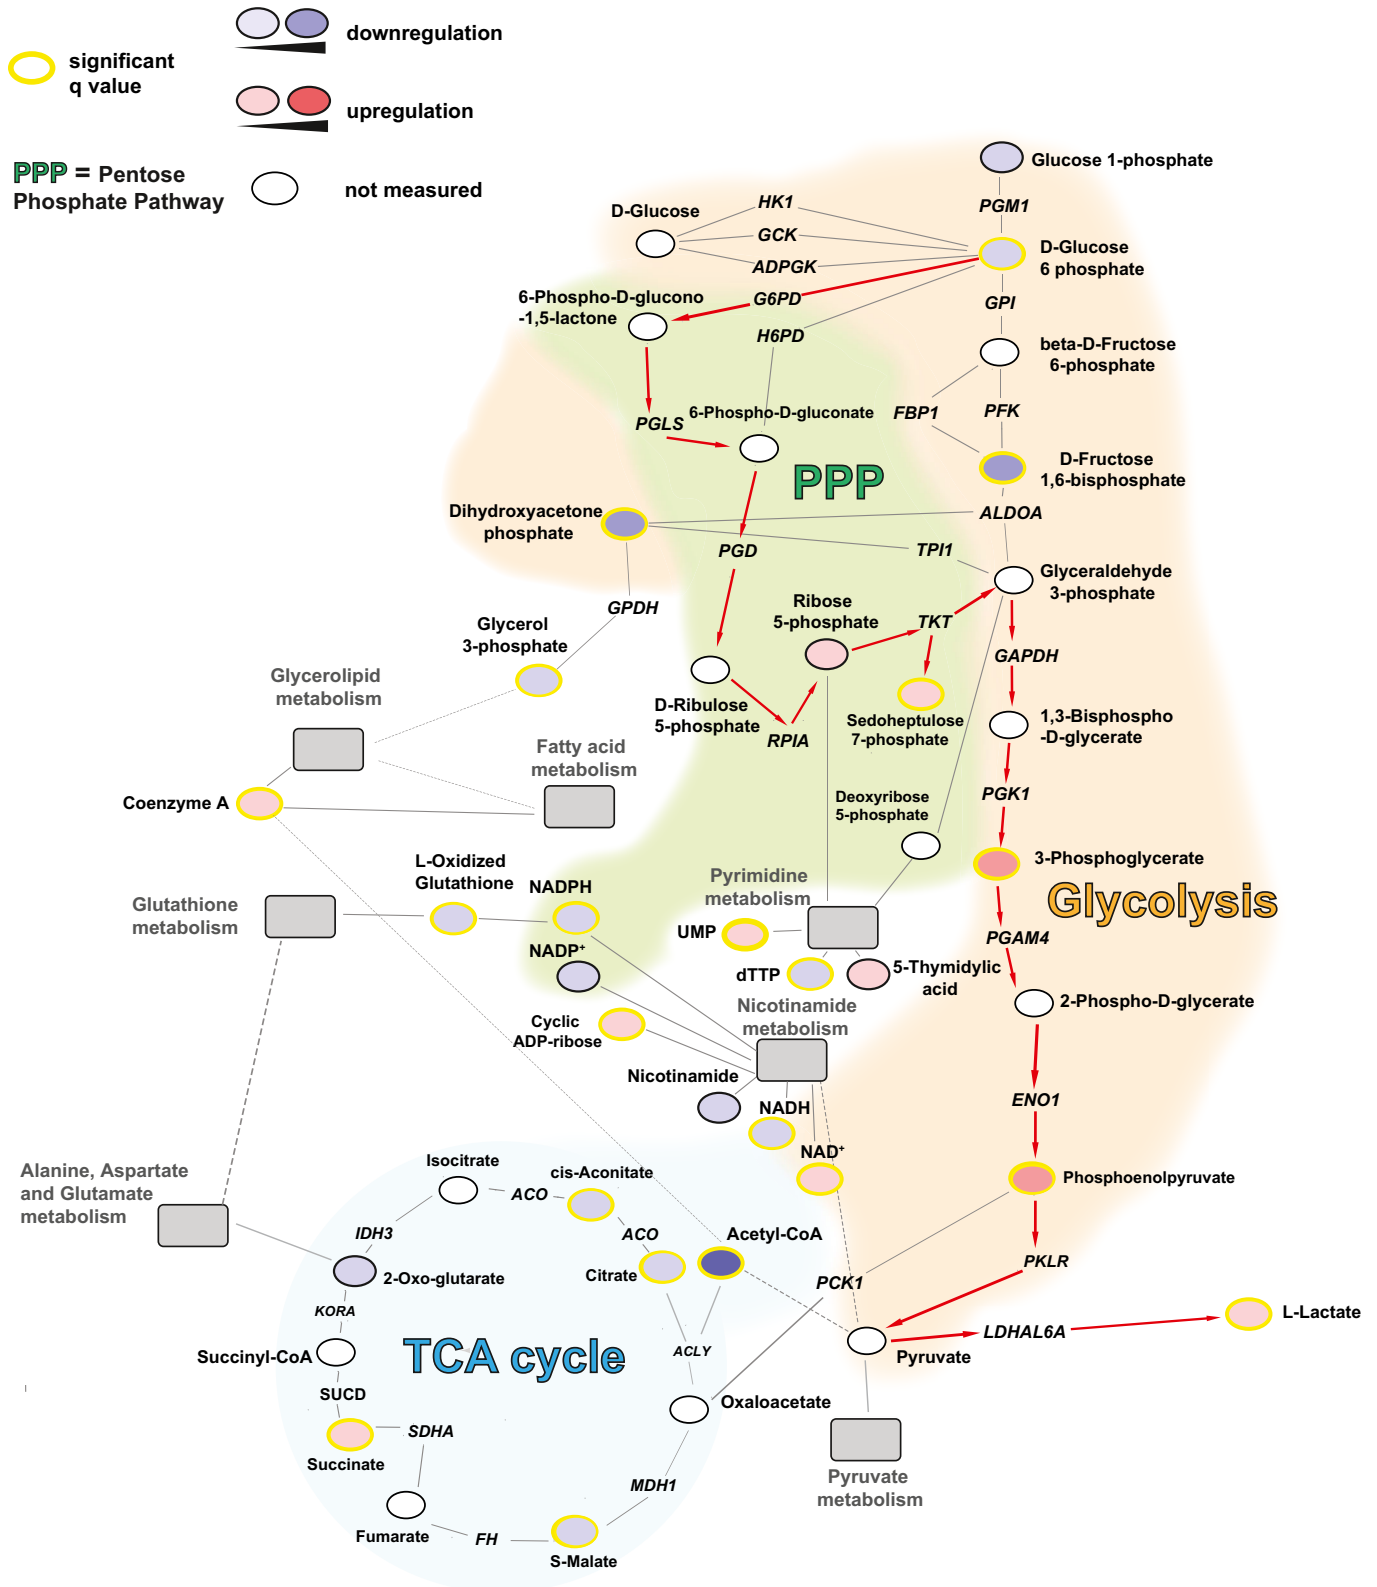 downregulation
significant
q value
upregulation
PPP = Pentose
Phosphate Pathway
not measured
Glucose 1-phosphate
PGM1
D-Glucose
HK1
GCK
ADPGK
D-Glucose
6 phosphate
6-Phospho-D-glucono
-1,5-lactone
G6PD
GPI
H6PD
beta-D-Fructose
6-phosphate
PGLS
6-Phospho-D-gluconate
FBP1
PFK
PPP
D-Fructose
1,6-bisphosphate
Dihydroxyacetone
phosphate
ALDOA
PGD
TPI1
Glyceraldehyde
3-phosphate
GPDH
Ribose
5-phosphate
TKT
Glycerol
3-phosphate
GAPDH
Glycerolipid
metabolism
D-Ribulose
5-phosphate
RPIA
Sedoheptulose
7-phosphate
1,3-Bisphospho
-D-glycerate
Fatty acid
metabolism
PGK1
Coenzyme A
Deoxyribose
5-phosphate
3-Phosphoglycerate
L-Oxidized
Glutathione
NADPH
Pyrimidine
metabolism
Glycolysis
Glutathione
metabolism
UMP
PGAM4
NADP+
dTTP
5-Thymidylic
acid
2-Phospho-D-glycerate
Cyclic
ADP-ribose
Nicotinamide
metabolism
Nicotinamide
NADH
ENO1
NAD+
Alanine, Aspartate
and Glutamate
metabolism
Isocitrate
cis-Aconitate
ACO
Phosphoenolpyruvate
IDH3
ACO
Acetyl-CoA
2-Oxo-glutarate
Citrate
PCK1
PKLR
KORA
L-Lactate
LDHAL6A
Succinyl-CoA
TCA cycle
ACLY
Pyruvate
SUCD
Oxaloacetate
SDHA
Succinate
Pyruvate
metabolism
MDH1
Fumarate
FH
S-Malate